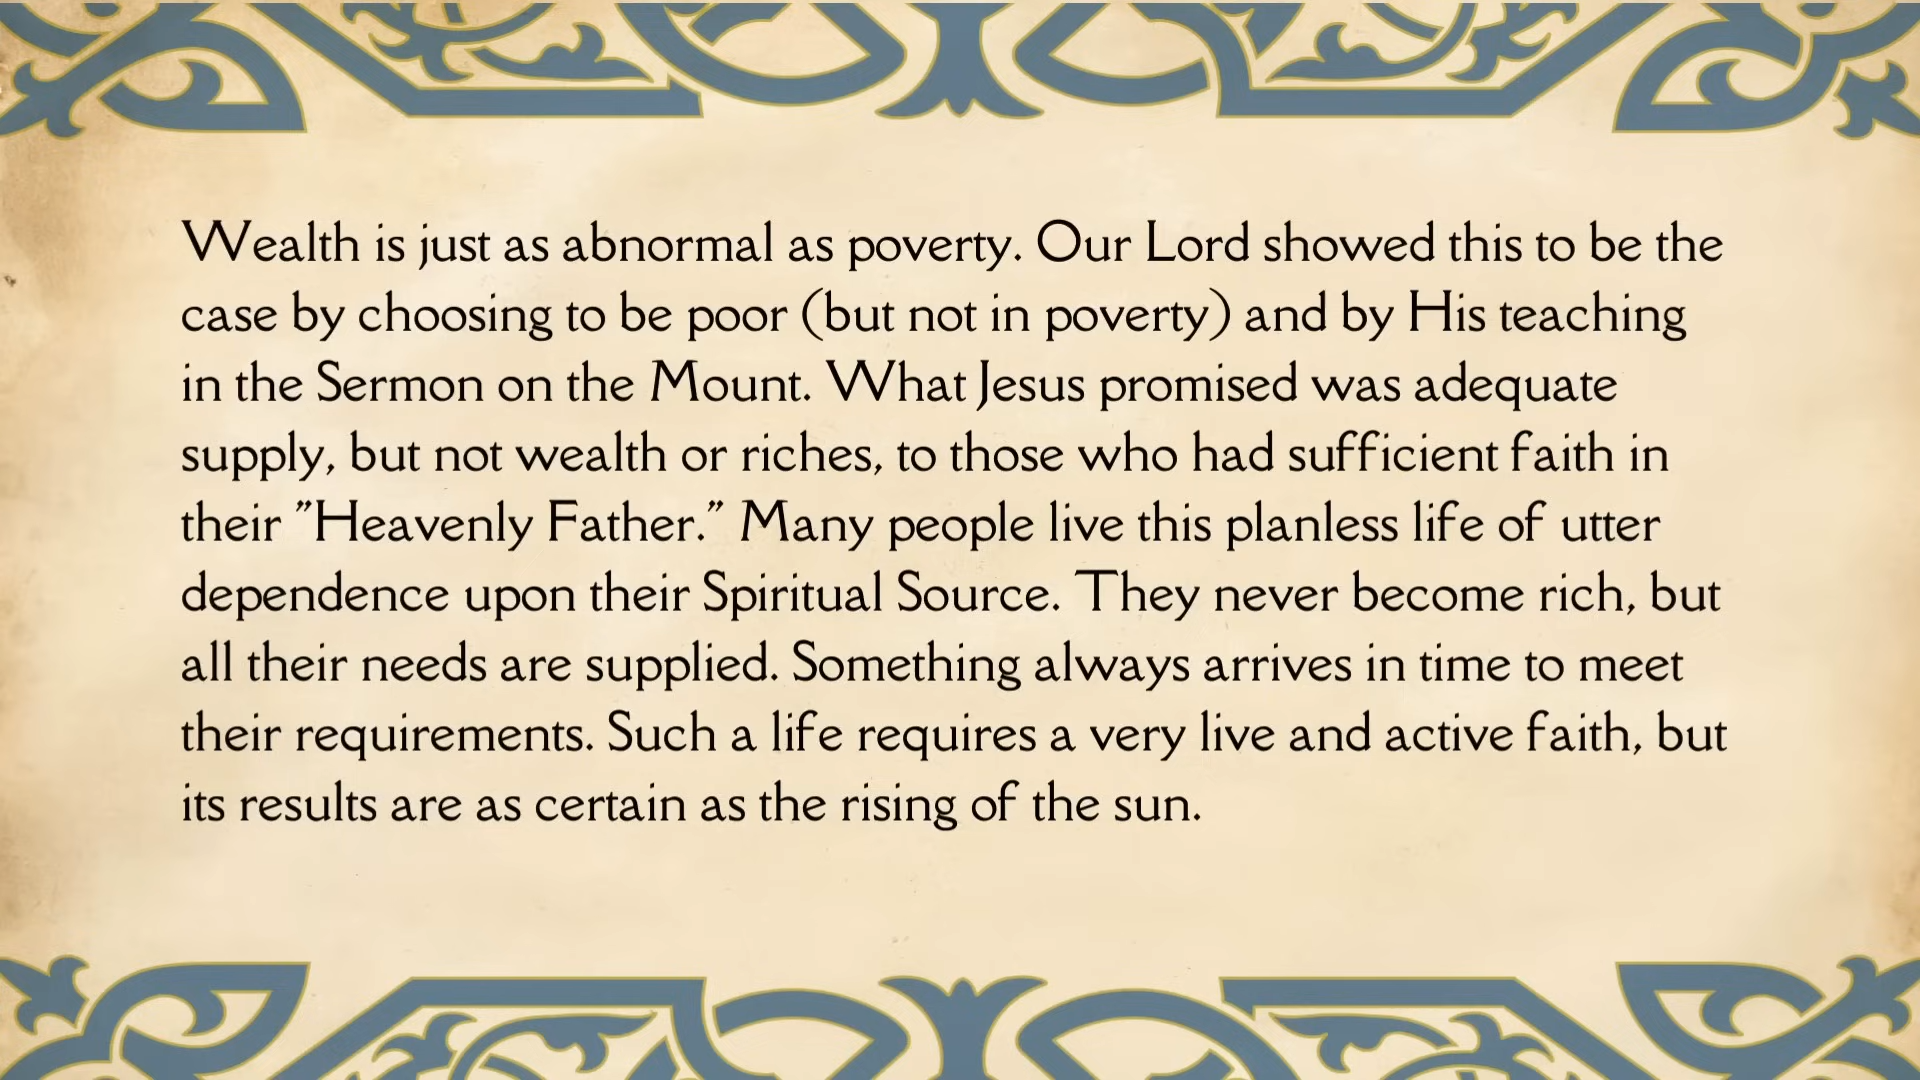 Wealth is just as abnormal as poverty. Our Lord showed this to be the
case by choosing to be poor (but not in poverty) and by His teaching
in the Sermon on the Mount. What Jesus promised was adequate
supply, but not wealth or riches, to those who had sufficient faith in
their "Heavenly Father." Many people live this planless life of utter
dependence upon their Spiritual Source. They never become rich, but
all their needs are supplied. Something always arrives in time to meet
their requirements. Such a life requires a very live and active faith, but
its results are as certain as the rising of the sun.